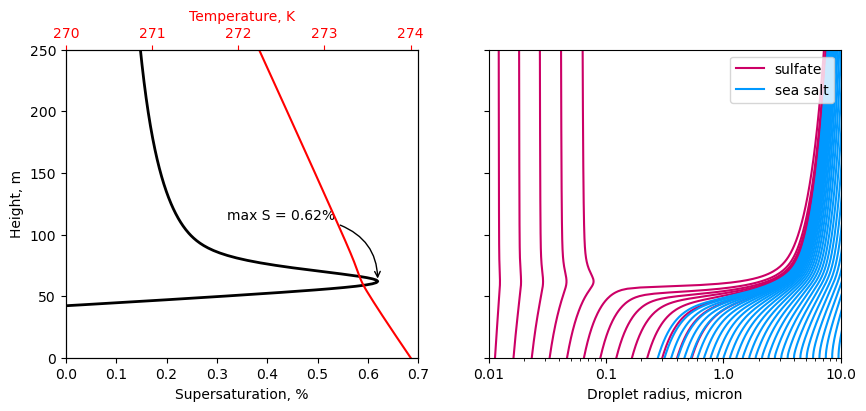 Temperature, K
270 271 272 273 274
250
200
150
100
50
0
Height, m
max S = 0.62%
0.0 0.1 0.2 0.3 0.4 0.5 0.6 0.7
Supersaturation, %
sulfate
sea salt
0.01 0.1 1.0 10.0
Droplet radius, micron